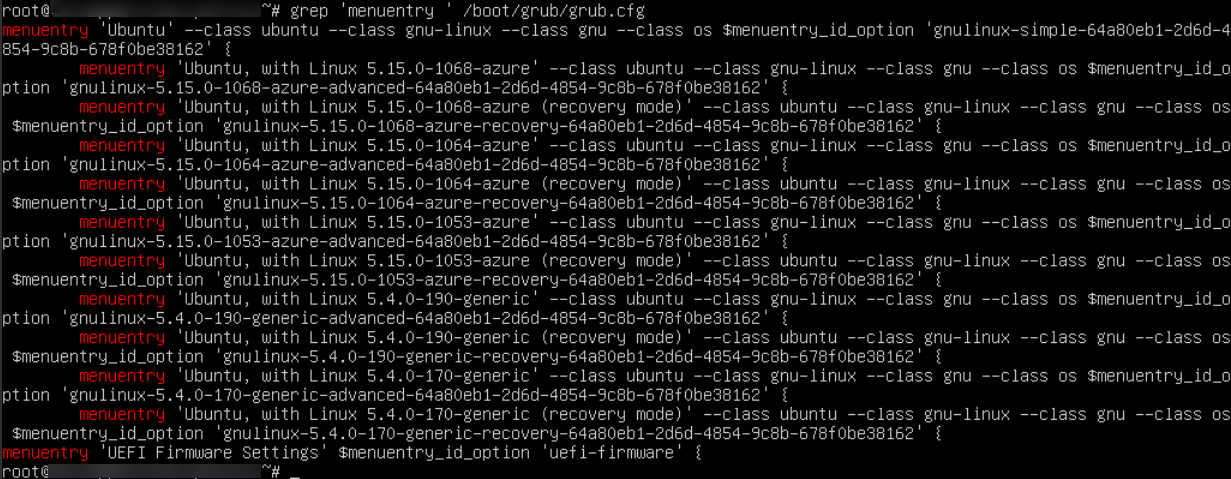 root@ ~# grep 'menuentry ' /boot/grub/grub.cfg
menuentry 'Ubuntu' --class ubuntu --class gnu-linux --class gnu --class os $menuentry_id_option 'gnulinux-simple-64a80eb1-2d6d-4
854-9c8b-678f0be38162' {
menuentry 'Ubuntu, with Linux 5.15.0-1068-azure' --class ubuntu --class gnu-linux --class gnu --class os $menuentry_id_o
ption 'gnulinux-5.15.0-1068-azure-advanced-64a80eb1-2d6d-4854-9c8b-678f0be38162' {
menuentry 'Ubuntu, with Linux 5.15.0-1068-azure (recovery mode)' --class ubuntu --class gnu-linux --class gnu --class os
$menuentry_id_option 'gnulinux-5.15.0-1068-azure-recovery-64a80eb1-2d6d-4854-9c8b-678f0be38162' {
menuentry 'Ubuntu, with Linux 5.15.0-1064-azure' --class ubuntu --class gnu-linux --class gnu --class os $menuentry_id_o
ption 'gnulinux-5.15.0-1064-azure-advanced-64a80eb1-2d6d-4854-9c8b-678f0be38162' {
menuentry 'Ubuntu, with Linux 5.15.0-1064-azure (recovery mode)' --class ubuntu --class gnu-linux --class gnu --class os
$menuentry_id_option 'gnulinux-5.15.0-1064-azure-recovery-64a80eb1-2d6d-4854-9c8b-678f0be38162' {
menuentry 'Ubuntu, with Linux 5.15.0-1053-azure' --class ubuntu --class gnu-linux --class gnu --class os $menuentry_id_o
ption 'gnulinux-5.15.0-1053-azure-advanced-64a80eb1-2d6d-4854-9c8b-678f0be38162' {
menuentry 'Ubuntu, with Linux 5.15.0-1053-azure (recovery mode)' --class ubuntu --class gnu-linux --class gnu --class os
$menuentry_id_option 'gnulinux-5.15.0-1053-azure-recovery-64a80eb1-2d6d-4854-9c8b-678f0be38162' {
menuentry 'Ubuntu, with Linux 5.4.0-190-generic' --class ubuntu --class gnu-linux --class gnu --class os $menuentry_id_o
ption 'gnulinux-5.4.0-190-generic-advanced-64a80eb1-2d6d-4854-9c8b-678f0be38162' {
menuentry 'Ubuntu, with Linux 5.4.0-190-generic (recovery mode)' --class ubuntu --class gnu-linux --class gnu --class os
$menuentry_id_option 'gnulinux-5.4.0-190-generic-recovery-64a80eb1-2d6d-4854-9c8b-678f0be38162' {
menuentry 'Ubuntu, with Linux 5.4.0-170-generic' --class ubuntu --class gnu-linux --class gnu --class os $menuentry_id_o
ption 'gnulinux-5.4.0-170-generic-advanced-64a80eb1-2d6d-4854-9c8b-678f0be38162' {
menuentry 'Ubuntu, with Linux 5.4.0-170-generic (recovery mode)' --class ubuntu --class gnu-linux --class gnu --class os
$menuentry_id_option 'gnulinux-5.4.0-170-generic-recovery-64a80eb1-2d6d-4854-9c8b-678f0be38162' {
menuentry 'UEFI Firmware Settings' $menuentry_id_option 'uefi-firmware' {
root@ ~# _